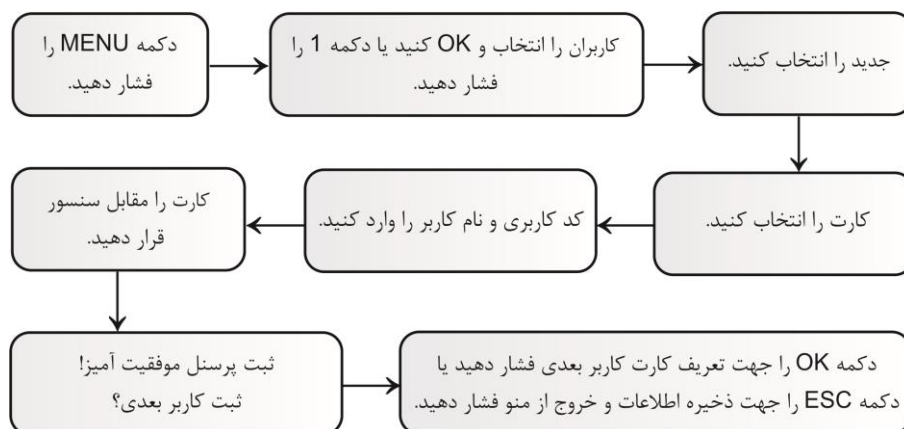 دکمه MENU را
فشار دهید.
کاربران را انتخاب و OK کنید یا دکمه 1 را
فشار دهید.
جدید را انتخاب کنید.
کارت را انتخاب کنید.
کد کاربری و نام کاربر را وارد کنید.
کارت را مقابل سنسور
قرار دهید.
ثبت پرسنل موفقیت آمیز!
ثبت کاربر بعدی؟
دکمه OK را جهت تعریف کارت کاربر بعدی فشار دهید یا
دکمه ESC را جهت ذخیره اطلاعات و خروج از منو فشار دهید.